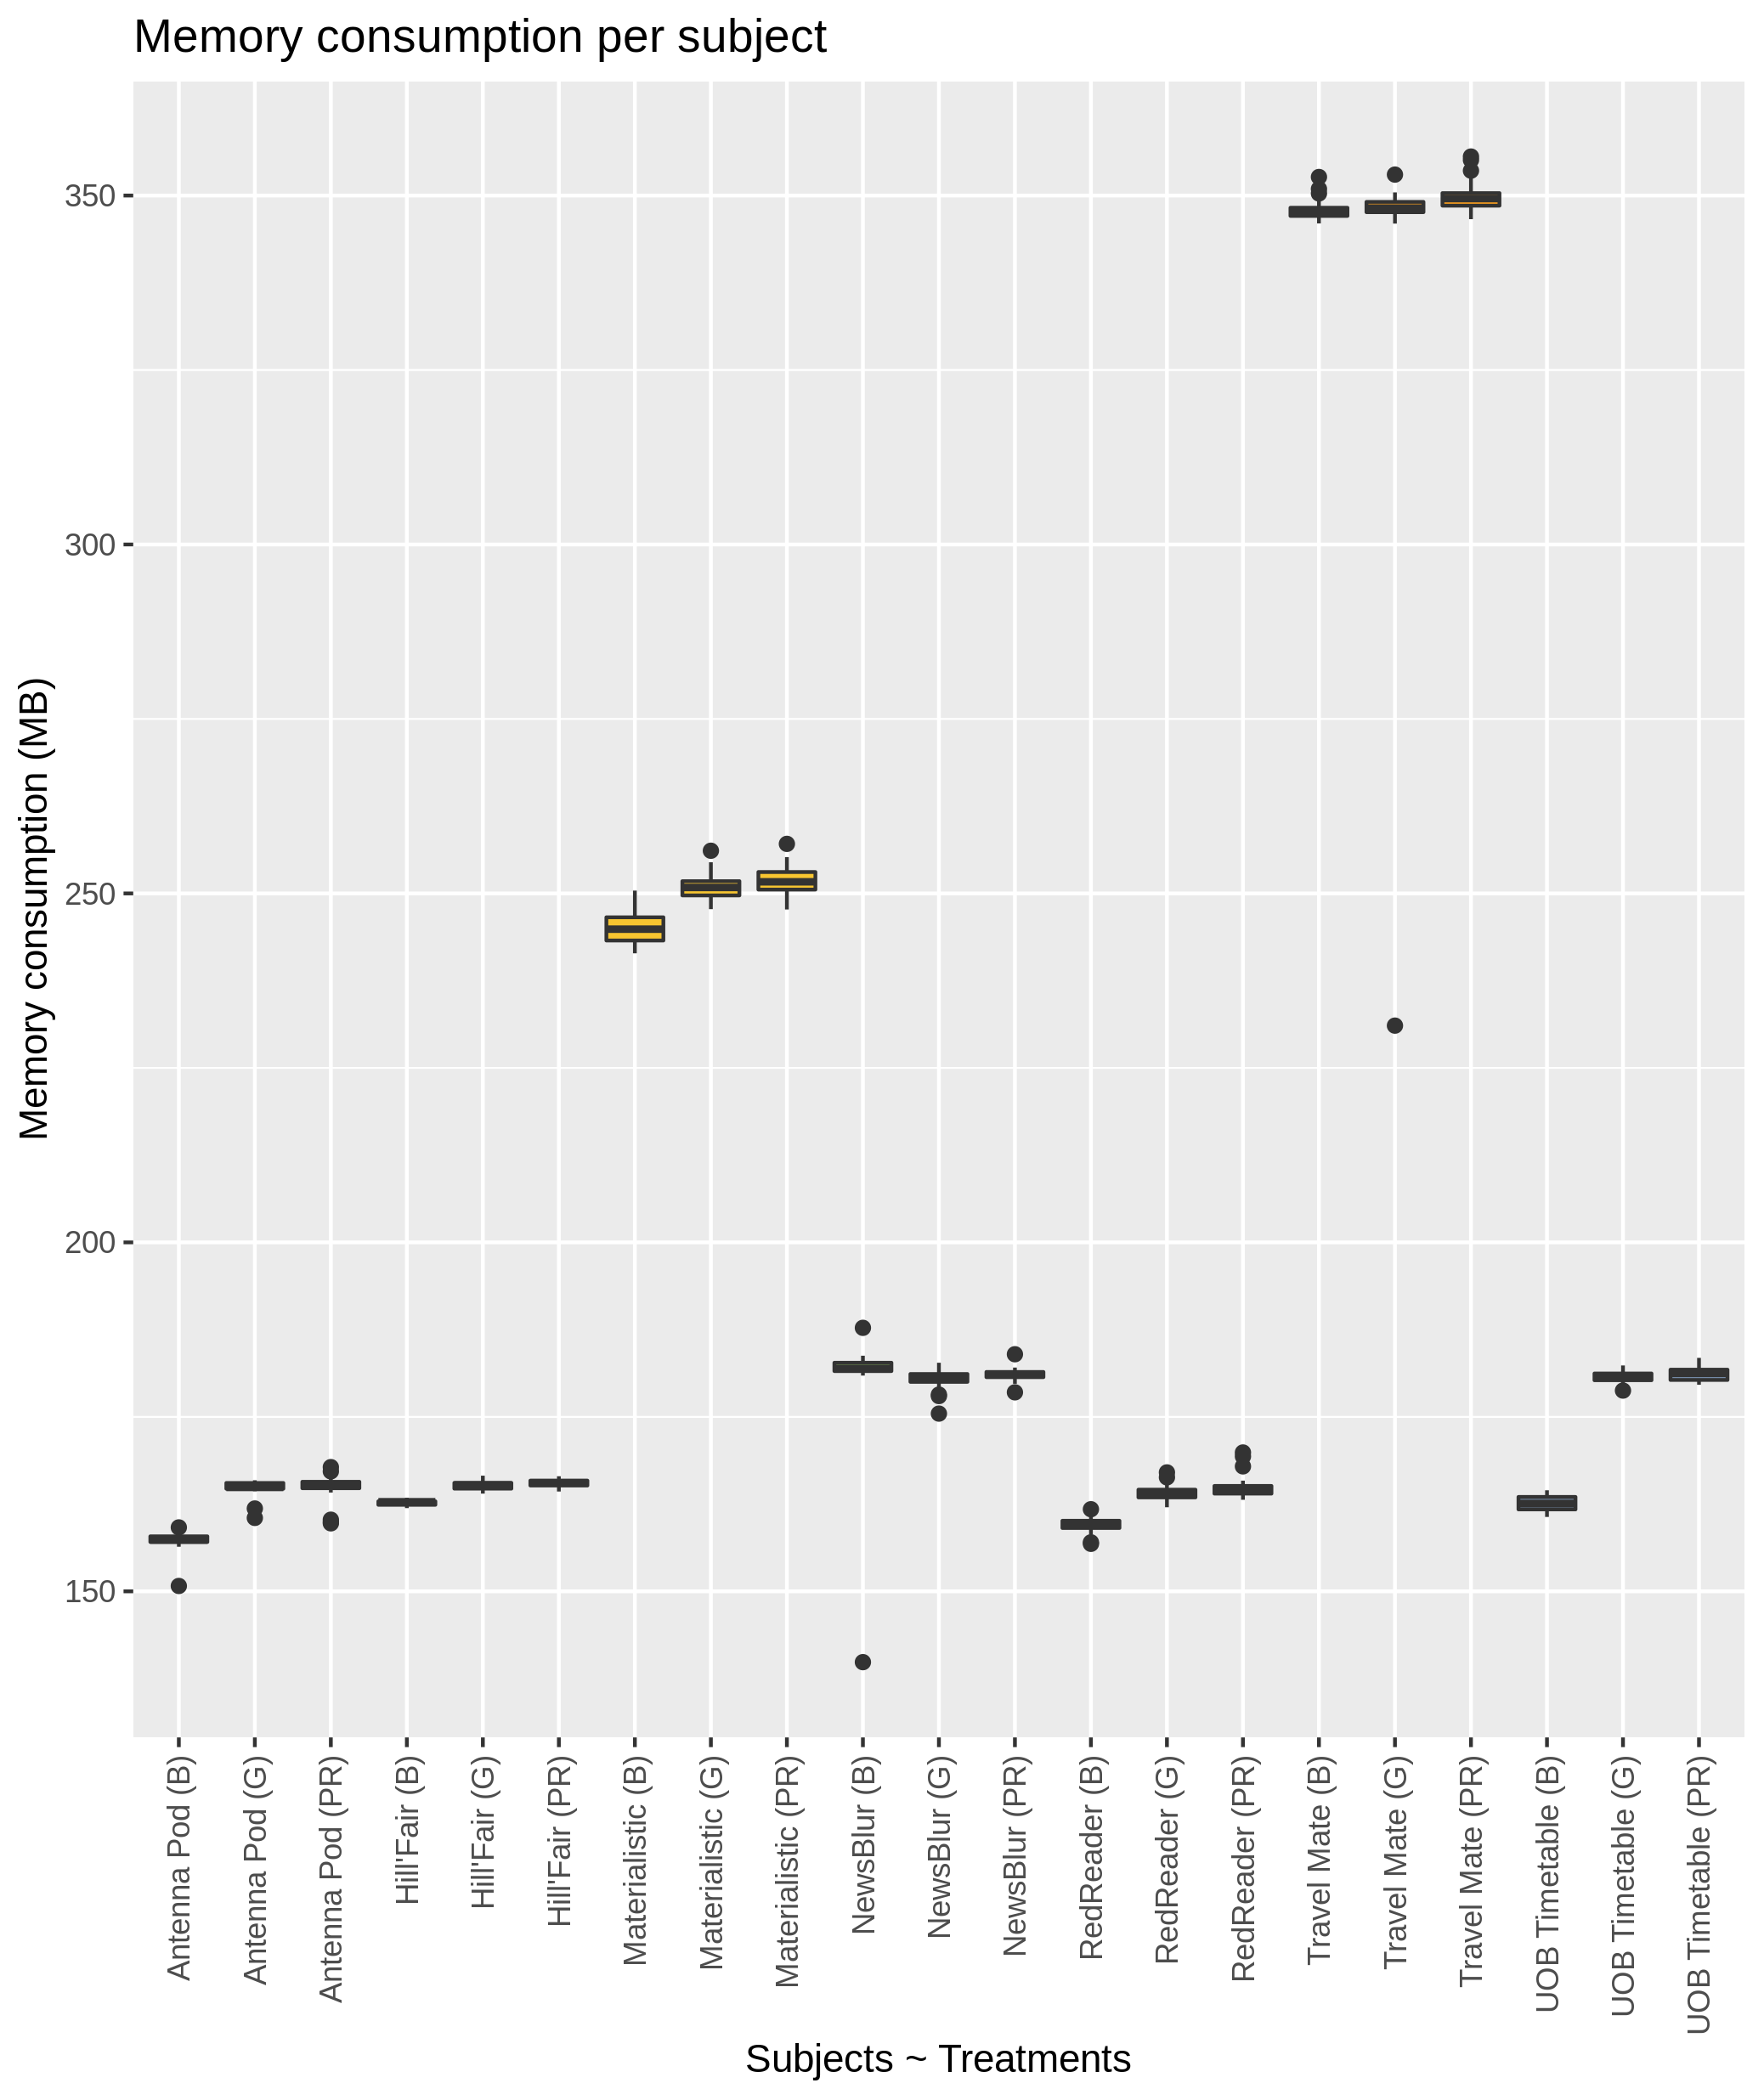 Memory consumption per subject
Memory consumption (MB)
350
300
250
200
150
Antenna Pod (B)
Antenna Pod (G)
Antenna Pod (PR)
Hill'Fair (B)
Hill'Fair (G)
Hill'Fair (PR)
Materialistic (B)
Materialistic (G)
Materialistic (PR)
NewsBlur (B)
NewsBlur (G)
NewsBlur (PR)
RedReader (B)
RedReader (G)
RedReader (PR)
Travel Mate (B)
Travel Mate (G)
Travel Mate (PR)
UOB Timetable (B)
UOB Timetable (G)
UOB Timetable (PR)
Subjects ~ Treatments